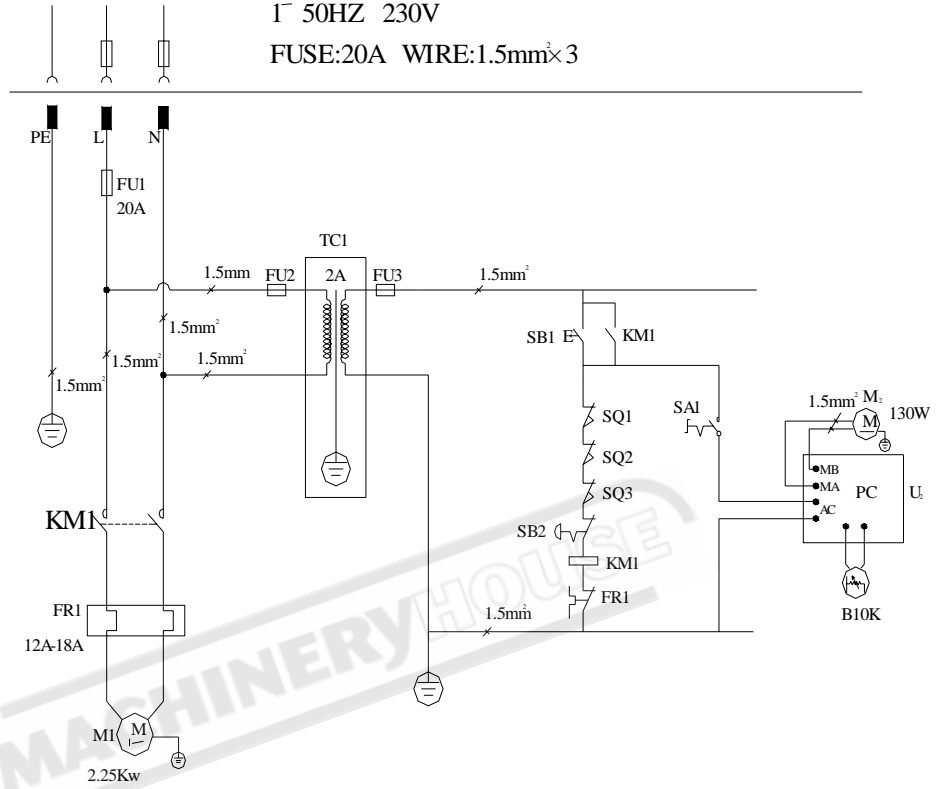 1~ 50HZ 230V
FUSE:20A WIRE:1.5mm²×3
PE
L
N
FU1
20A
TC1
1.5mm
FU2
2A
FU3
1.5mm²
1.5mm²
SB1
E
KM1
1.5mm²
1.5mm²
1.5mm²
SQ1
SA1
1.5mm²
M₂
130W
M
SQ2
MB
MA
PC
U₂
SQ3
AC
KM1
SB2
KM1
FR1
FR1
B10K
1.5mm²
12A-18A
M1
M
1~
2.25Kw
MACHINERYHOUSE